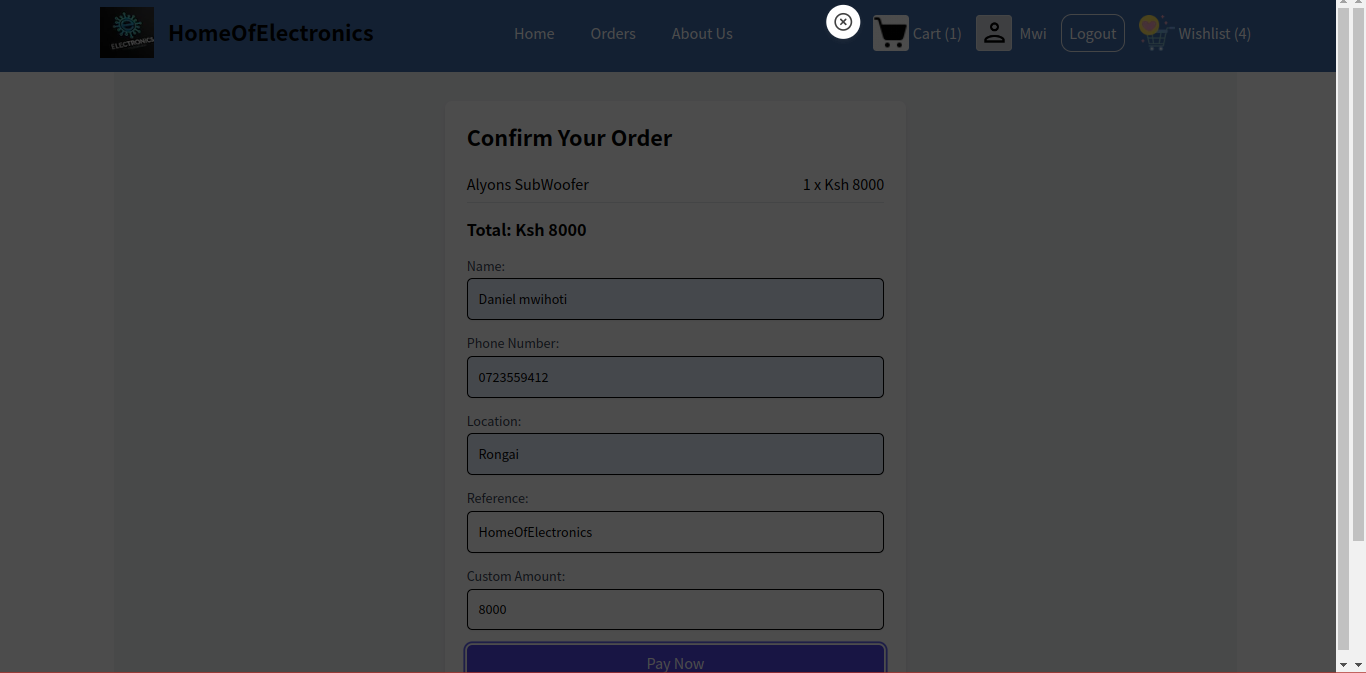 ELECTRONICS
HomeOfElectronics
Home
Orders
About Us
Cart (1)
Mwi
Logout
Wishlist (4)
Confirm Your Order
Alyons SubWoofer
1 x Ksh 8000
Total: Ksh 8000
Name:
Daniel mwihoti
Phone Number:
0723559412
Location:
Rongai
Reference:
HomeOfElectronics
Custom Amount:
8000
Pay Now